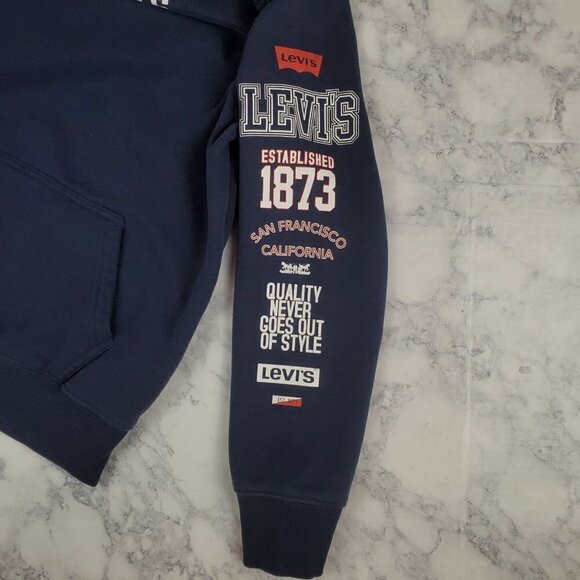 Levi's
LEVI'S
ESTABLISHED
1873
SAN FRANCISCO
CALIFORNIA
QUALITY
NEVER
GOES OUT
OF STYLE
Levi's